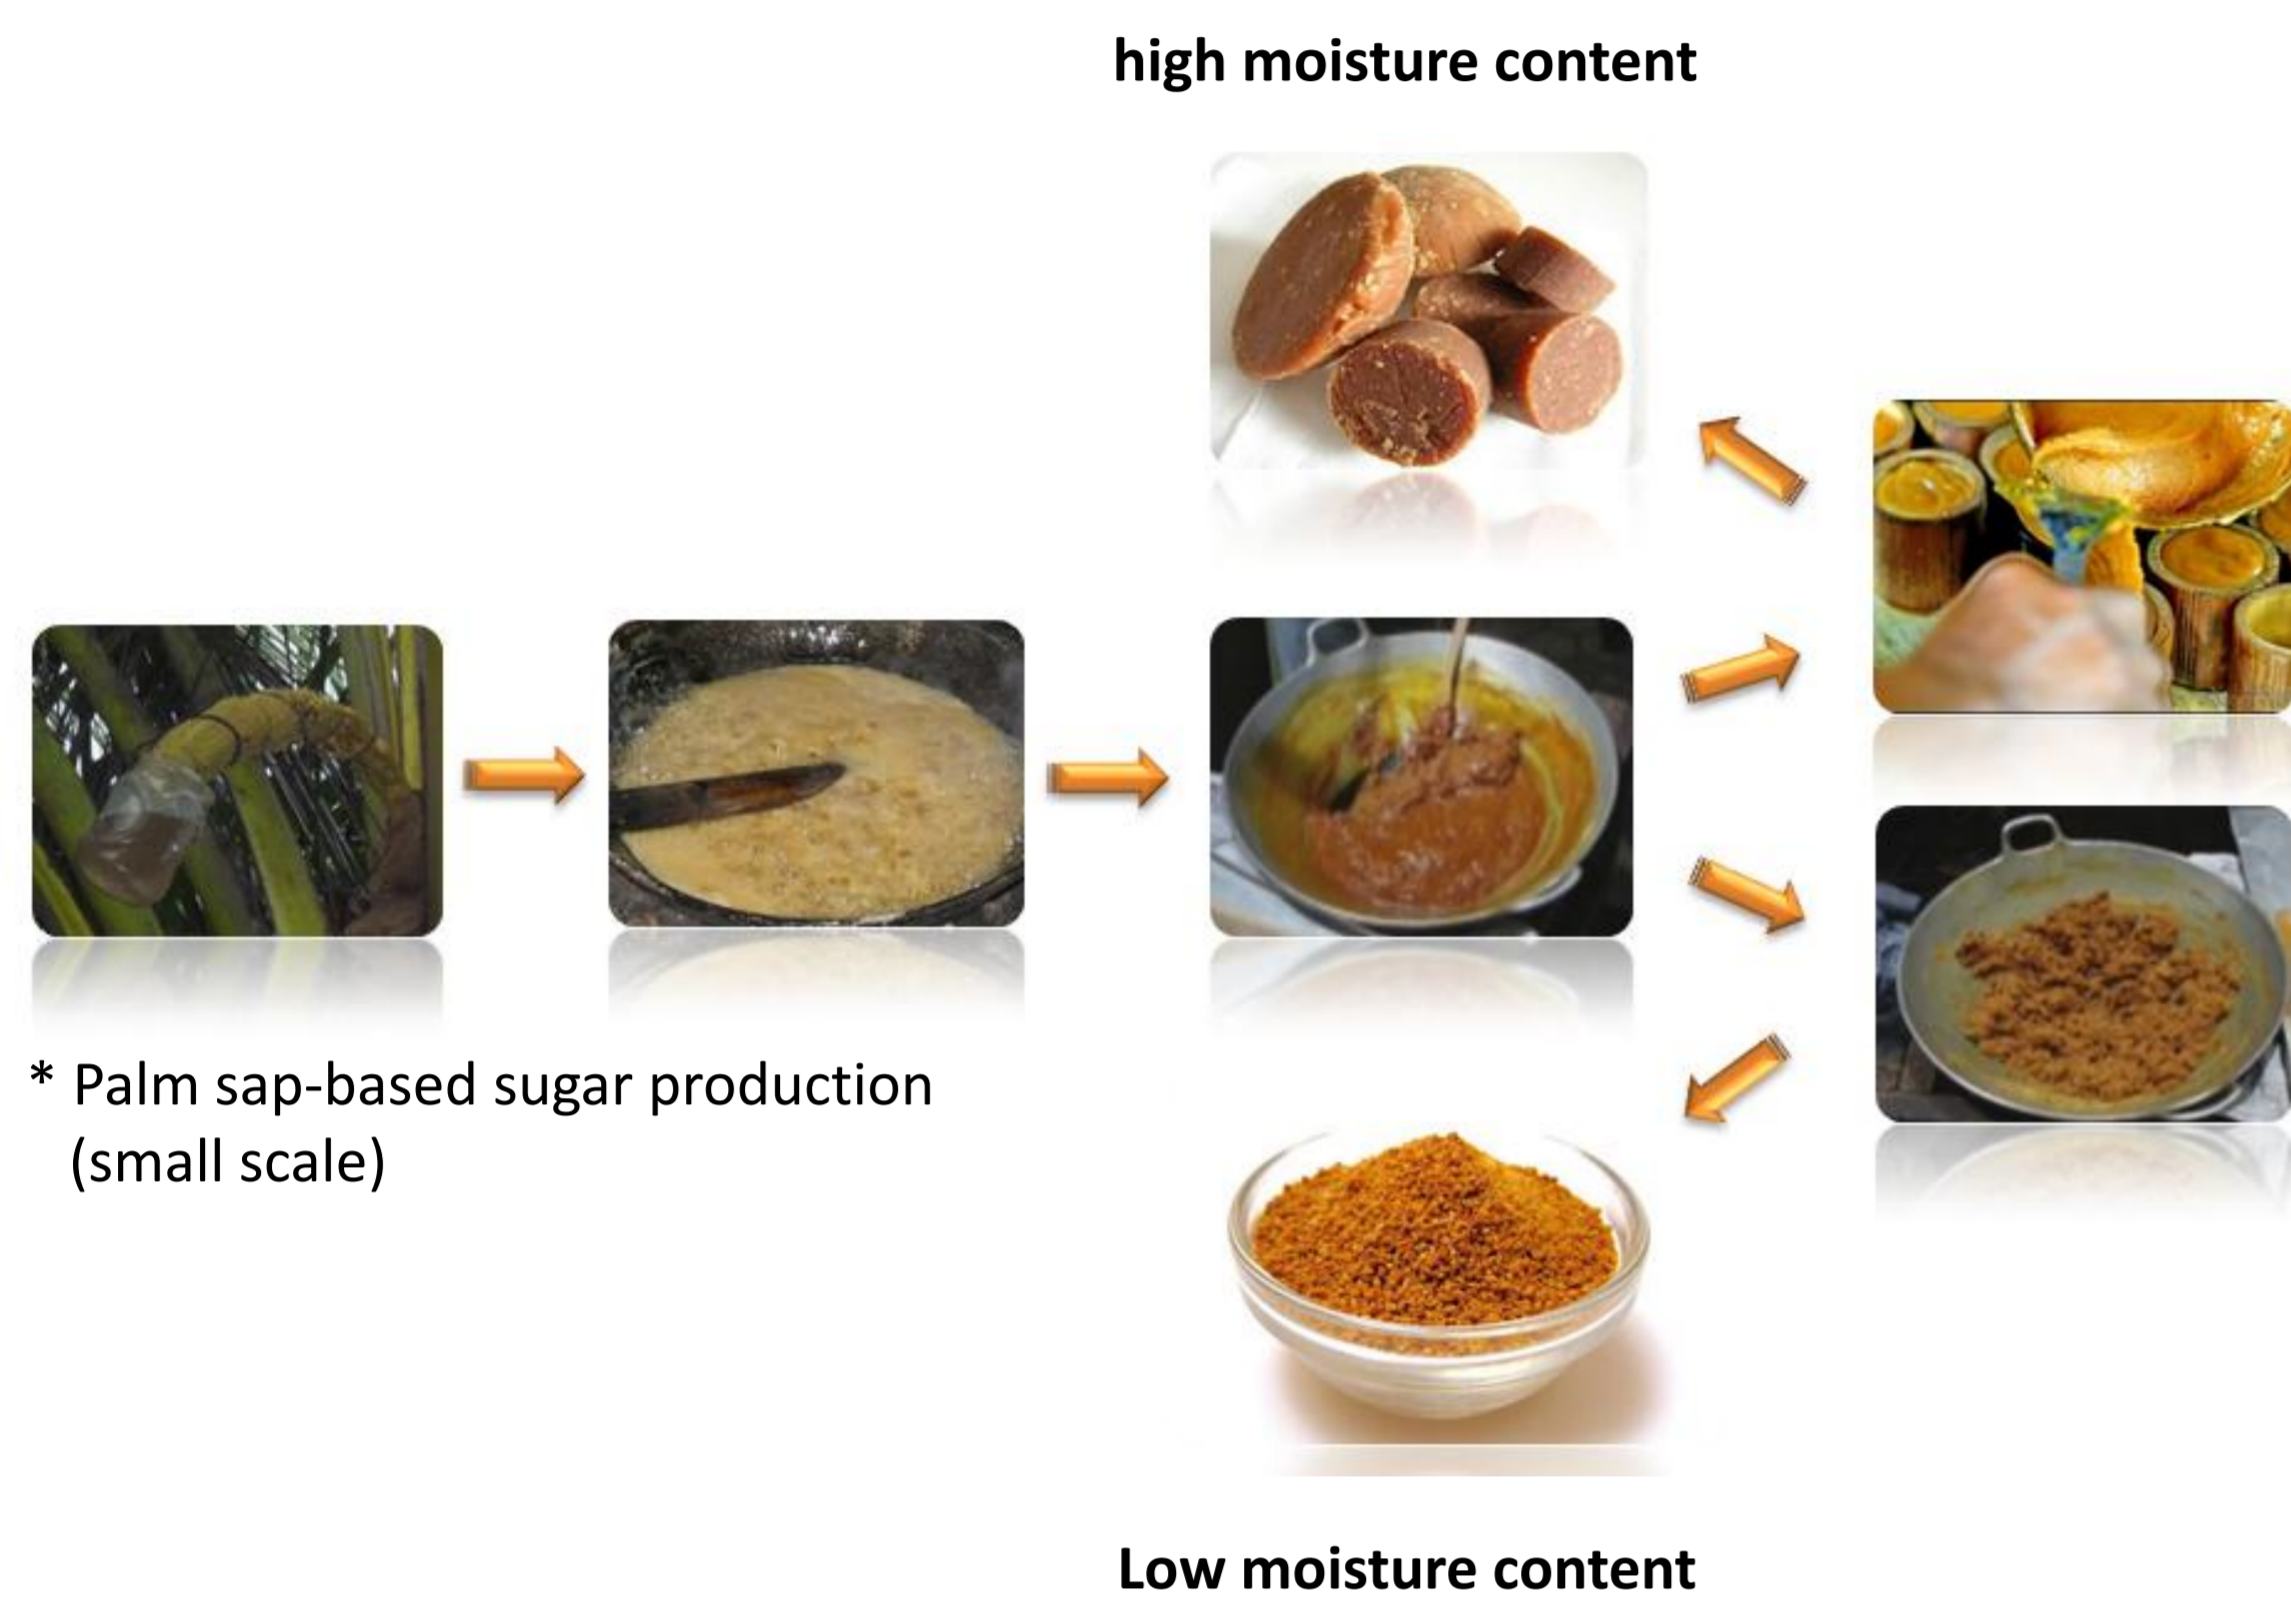 high moisture content
* Palm sap-based sugar production
(small scale)
Low moisture content